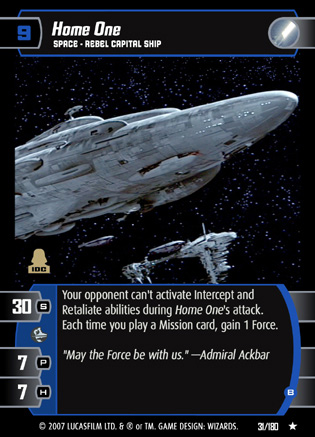 9
Home One
SPACE - REBEL CAPITAL SHIP
IDC
30 S
Your opponent can't activate Intercept and
Retaliate abilities during Home One's attack.
Each time you play a Mission card, gain 1 Force.
7 P
"May the Force be with us." —Admiral Ackbar
7 H
B
© 2007 LUCASFILM LTD. & ® or TM. GAME DESIGN: WIZARDS.
31/180